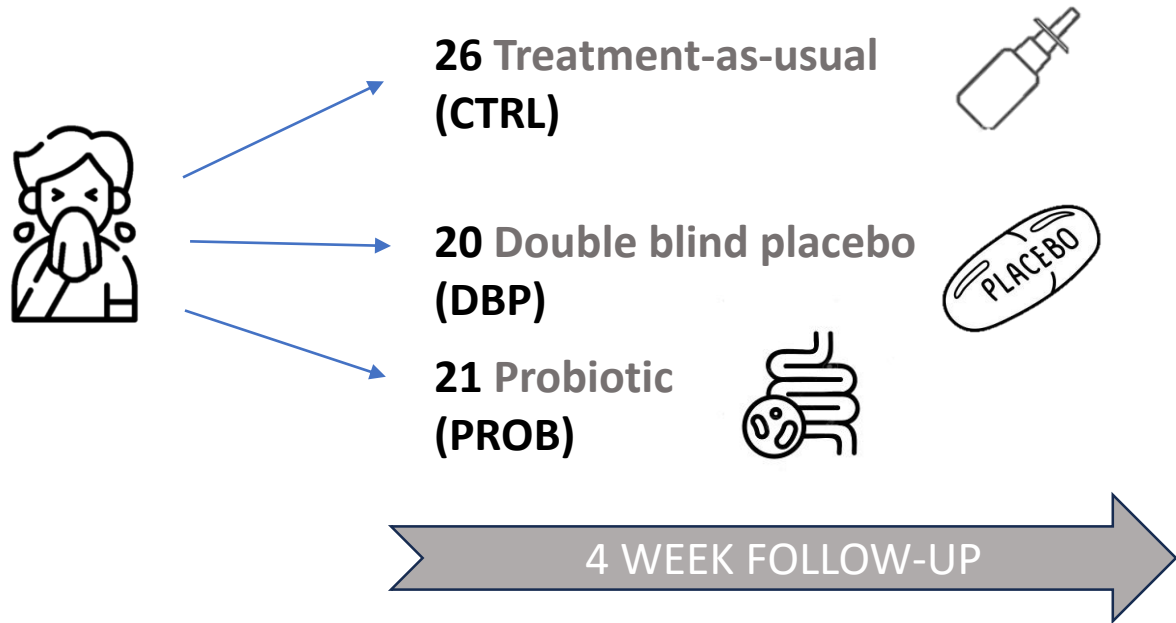 26 Treatment-as-usual
(CTRL)
20 Double blind placebo
(DBP)
PLACEBO
21 Probiotic
(PROB)
4 WEEK FOLLOW-UP